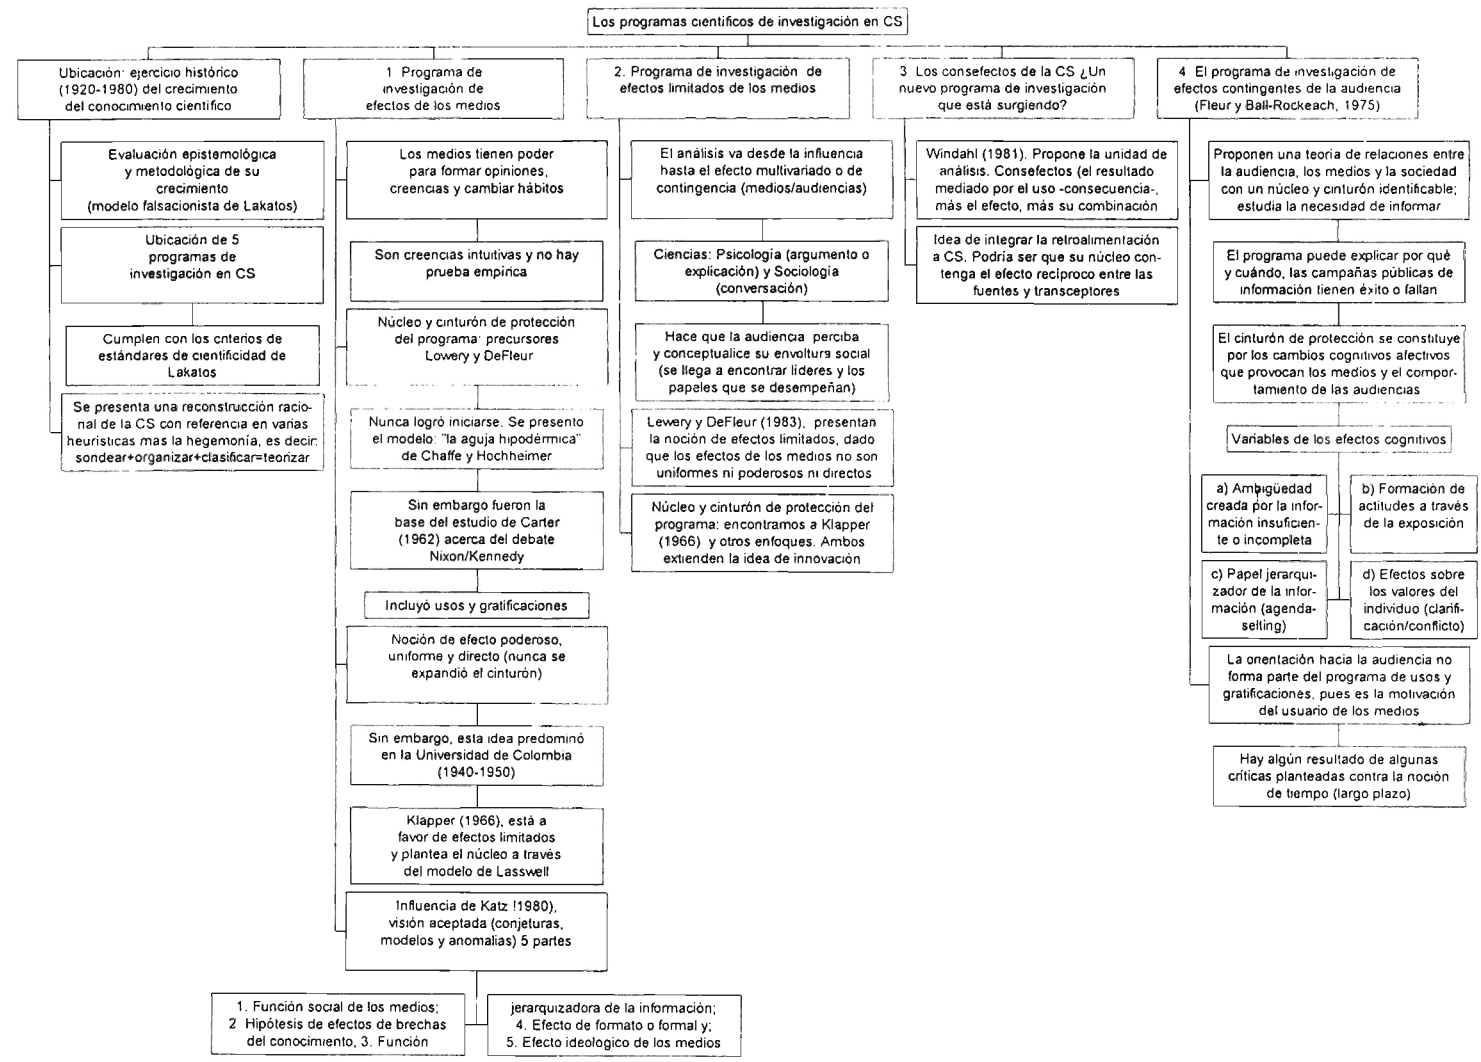 Los programas científicos de investigación en CS
Ubicación: ejercicio histórico
(1920-1980) del crecimiento
del conocimiento científico
Evaluación epistemológica
y metodológica de su
crecimiento
(modelo falsacionista de Lakatos)
Ubicación de 5
programas de
investigación en CS
Cumplen con los criterios de
estándares de cientificidad de
Lakatos
Se presenta una reconstrucción racio-
nal de la CS con referencia en varias
heurísticas mas la hegemonía, es decir:
sondear+organizar+clasificar=teorizar
1 Programa de
investigación de
efectos de los medios
Los medios tienen poder
para formar opiniones,
creencias y cambiar hábitos
Son creencias intuitivas y no hay
prueba empírica
Núcleo y cinturón de protección
del programa: precursores
Lowery y DeFleur
Nunca logró iniciarse. Se presento
el modelo: "la aguja hipodérmica"
de Chaffe y Hochheimer
Sin embargo fueron la
base del estudio de Carter
(1962) acerca del debate
Nixon/Kennedy
Incluyó usos y gratificaciones
Noción de efecto poderoso,
uniforme y directo (nunca se
expandió el cinturón)
Sin embargo, esta idea predominó
en la Universidad de Colombia
(1940-1950)
Klapper (1966), está a
favor de efectos limitados
y plantea el núcleo a través
del modelo de Lasswell
Influencia de Katz !1980),
visión aceptada (conjeturas,
modelos y anomalias) 5 partes
1. Función social de los medios;
2 Hipótesis de efectos de brechas
del conocimiento, 3. Función
jerarquizadora de la información;
4. Efecto de formato o formal y;
5. Efecto ideologico de los medios
2. Programa de investigación de
efectos limitados de los medios
El análisis va desde la influencia
hasta el efecto multivariado o de
contingencia (medios/audiencias)
Ciencias: Psicología (argumento o
explicación) y Sociología
(conversación)
Hace que la audiencia perciba
y conceptualice su envoltura social
(se llega a encontrar líderes y los
papeles que se desempeñan)
Lewery y DeFleur (1983), presentan
la noción de efectos limitados, dado
que los efectos de los medios no son
uniformes ni poderosos ni directos
Núcleo y cinturón de protección del
programa: encontramos a Klapper
(1966) y otros enfoques. Ambos
extienden la idea de innovación
3. Los consefectos de la CS ¿Un
nuevo programa de investigación
que está surgiendo?
Windahl (1981). Propone la unidad de
análisis. Consefectos (el resultado
mediado por el uso -consecuencia-,
más el efecto, más su combinación
Idea de integrar la retroalimentación
a CS. Podría ser que su núcleo con-
tenga el efecto recíproco entre las
fuentes y transceptores
4 El programa de investigación de
efectos contingentes de la audiencia
(Fleur y Ball-Rockeach, 1975)
Proponen una teoria de relaciones entre
la audiencia, los medios y la sociedad
con un núcleo y cinturón identificable;
estudia la necesidad de informar
El programa puede explicar por qué
y cuándo, las campañas públicas de
información tienen éxito o fallan
El cinturón de protección se constituye
por los cambios cognitivos afectivos
que provocan los medios y el compor-
tamiento de las audiencias
Variables de los efectos cognitivos
a) Ambigüedad
creada por la infor-
mación insuficien-
te o incompleta
b) Formación de
actitudes a través
de la exposición
c) Papel jerarqui-
zador de la infor-
mación (agenda-
selting)
d) Efectos sobre
los valores del
individuo (clarifi-
cación/conflicto)
La orientación hacia la audiencia no
forma parte del programa de usos y
gratificaciones, pues es la motivación
del usuario de los medios
Hay algún resultado de algunas
críticas planteadas contra la noción
de tiempo (largo plazo)